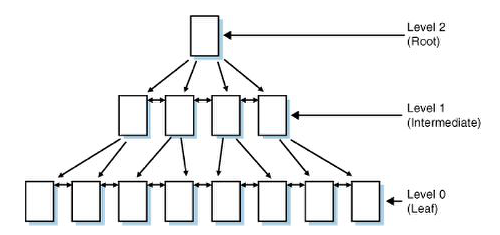 Level 2
(Root)
Level 1
(Intermediate)
Level 0
(Leaf)